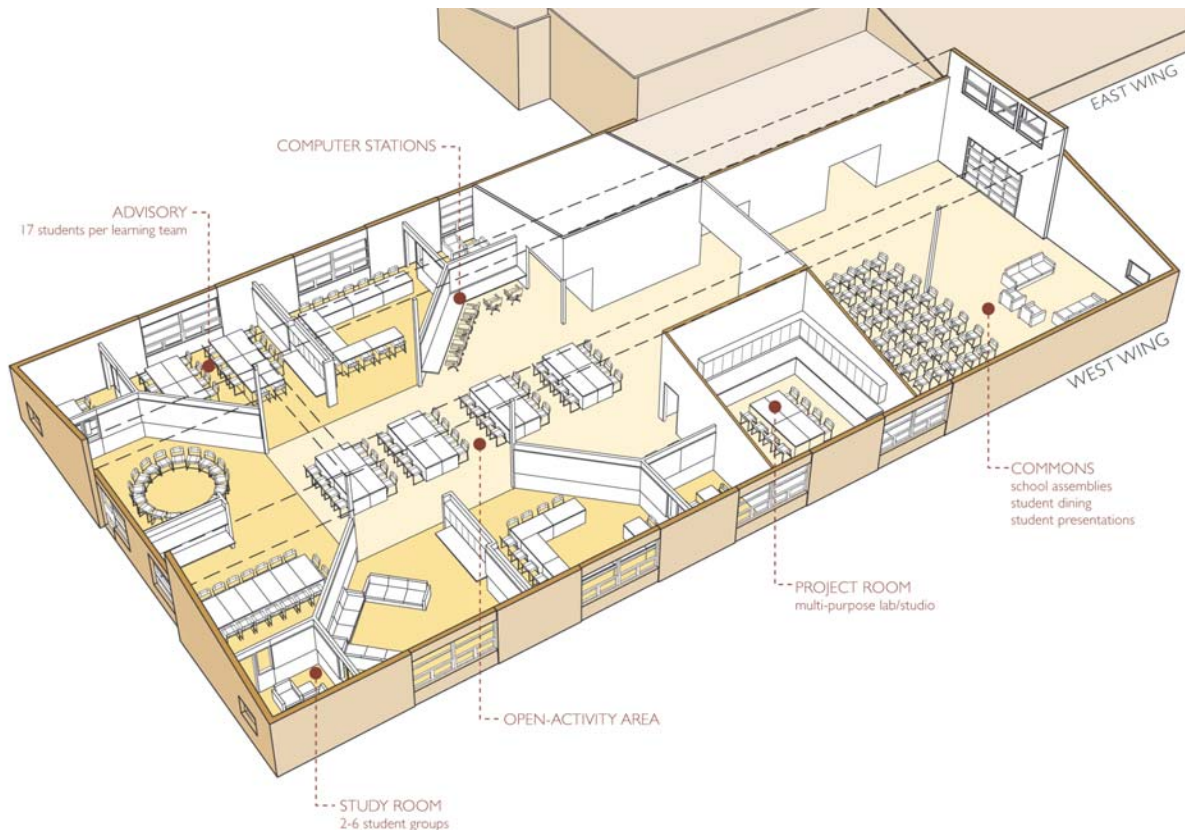 EAST WING
COMPUTER STATIONS
ADVISORY
17 students per learning team
WEST WING
COMMONS
school assemblies
student dining
student presentations
PROJECT ROOM
multi-purpose lab/studio
OPEN-ACTIVITY AREA
STUDY ROOM
2-6 student groups